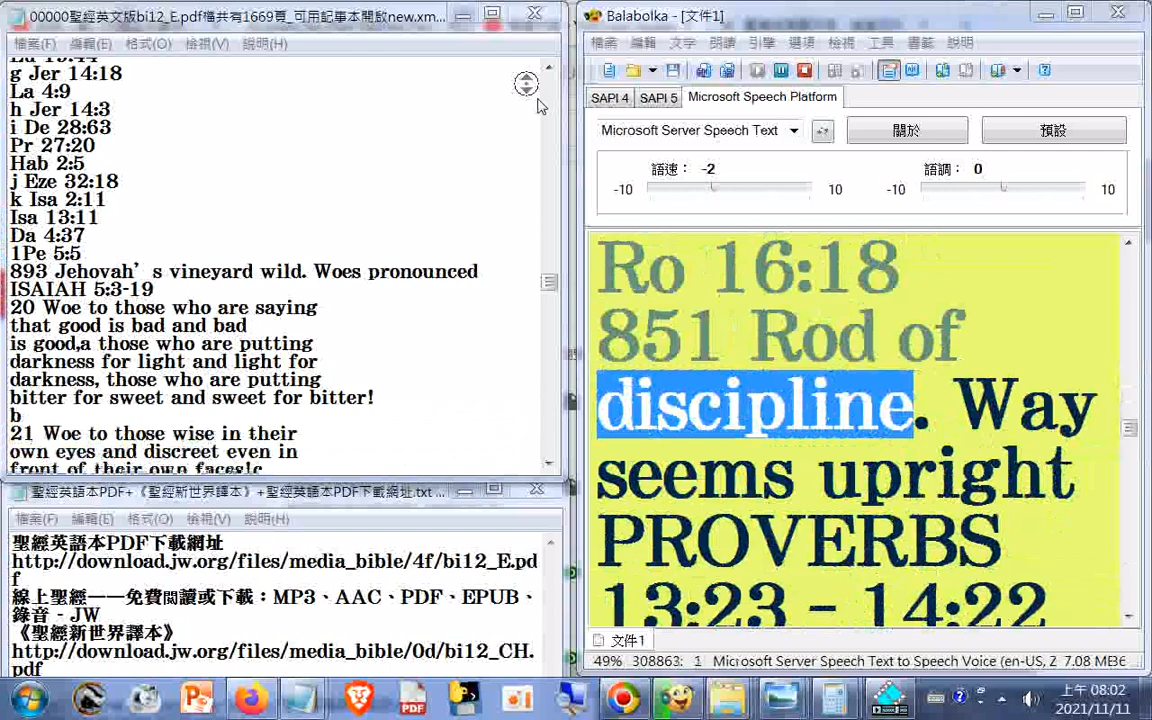 00000聖經英文版bi12_E.pdf檔共有1669頁_可用記事本開啟new.xm...
檔案(F) 編輯(E) 格式(O) 檢視(V) 說明(H)
La 15:44
g Jer 14:18
La 4:9
h Jer 14:3
i De 28:63
Pr 27:20
Hab 2:5
j Eze 32:18
k Isa 2:11
Isa 13:11
Da 4:37
1Pe 5:5
893 Jehovah’s vineyard wild. Woes pronounced
ISAIAH 5:3-19
20 Woe to those who are saying
that good is bad and bad
is good,a those who are putting
darkness for light and light for
darkness, those who are putting
bitter for sweet and sweet for bitter!
b
21 Woe to those wise in their
own eyes and discreet even in
front of their own faces!c
聖經英語本PDF+《聖經新世界譯本》+聖經英語本PDF下載網址.txt ...
檔案(F) 編輯(E) 格式(O) 檢視(V) 說明(H)
聖經英語本PDF下載網址
http://download.jw.org/files/media_bible/4f/bi12_E.pd
f
線上聖經——免費閱讀或下載：MP3、AAC、PDF、EPUB、
錄音 - JW
《聖經新世界譯本》
http://download.jw.org/files/media_bible/0d/bi12_CH.
pdf
Balabolka - [文件1]
檔案 編輯 文字 朗讀 引擎 選項 檢視 工具 書籤 說明
SAPI 4 SAPI 5 Microsoft Speech Platform
Microsoft Server Speech Text 關於 預設
語速： -2 語調： 0
-10 10 -10 10
Ro 16:18
851 Rod of
discipline. Way
seems upright
PROVERBS
13:23 - 14:22
文件1
49% 308863: 1 Microsoft Server Speech Text to Speech Voice (en-US, Z 7.08 MB
上午 08:02
2021/11/11